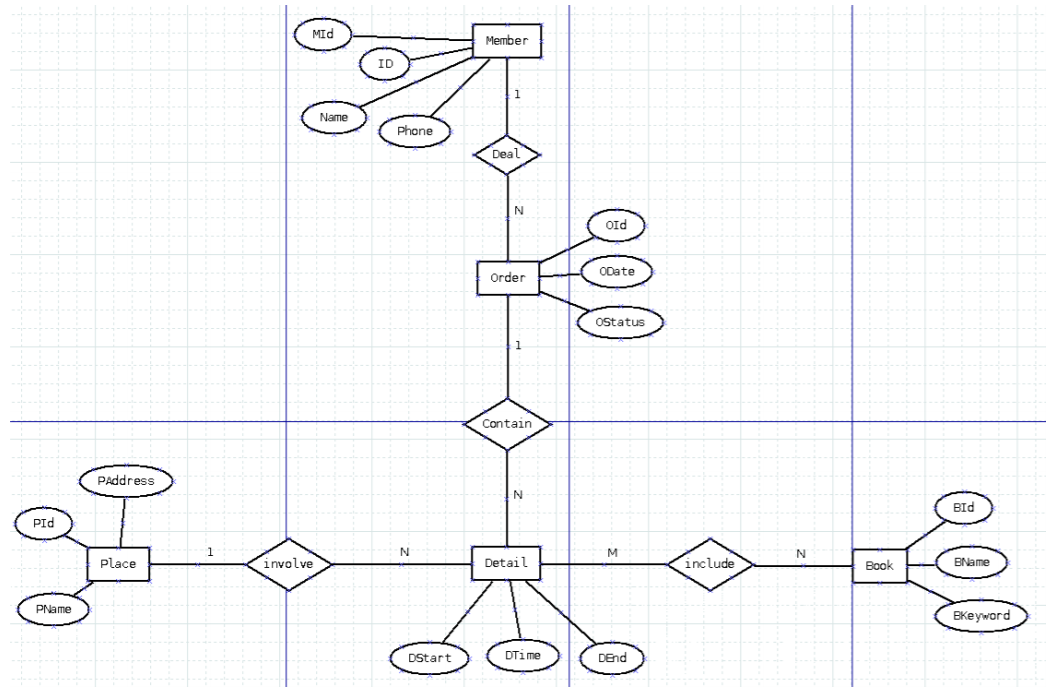 MId
Member
ID
Name
Phone
1
Deal
N
OId
Order
ODate
OStatus
1
Contain
PAddress
N
PId
BId
Place
1
involve
N
Detail
M
include
N
Book
BName
PName
BKeyword
DStart
DTime
DEnd